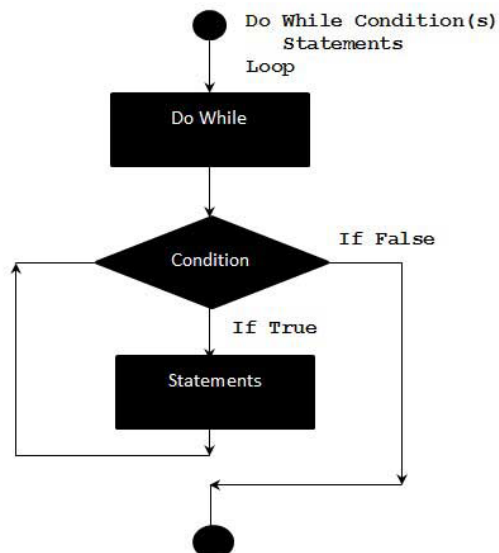 Do While Condition(s)
Statements
Loop
Do While
Condition
If False
If True
Statements